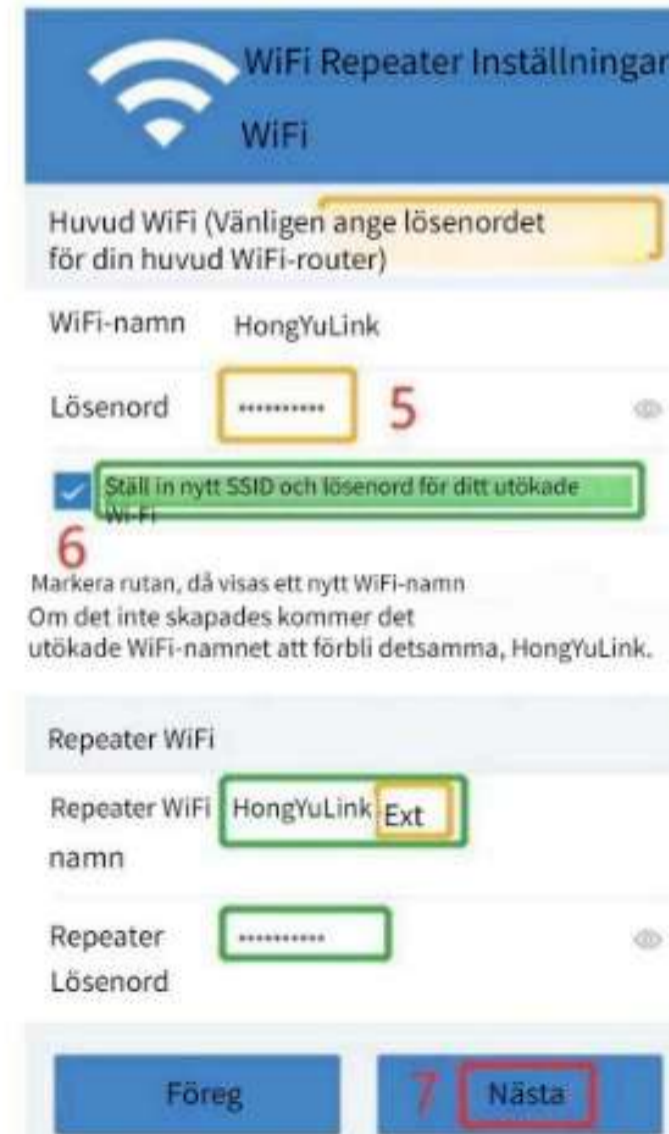 WiFi Repeater Inställningar
WiFi
Huvud WiFi (Vänligen ange lösenordet
för din huvud WiFi-router)
WiFi-namn HongYuLink
Lösenord •••••••••• 5
Ställ in nytt SSID och lösenord för ditt utökade
Wi-Fi
6
Markera rutan, då visas ett nytt WiFi-namn
Om det inte skapades kommer det
utökade WiFi-namnet att förbli detsamma, HongYuLink.
Repeater WiFi
Repeater WiFi HongYuLink Ext
namn
Repeater ••••••••••
Lösenord
Föreg 7 Nästa